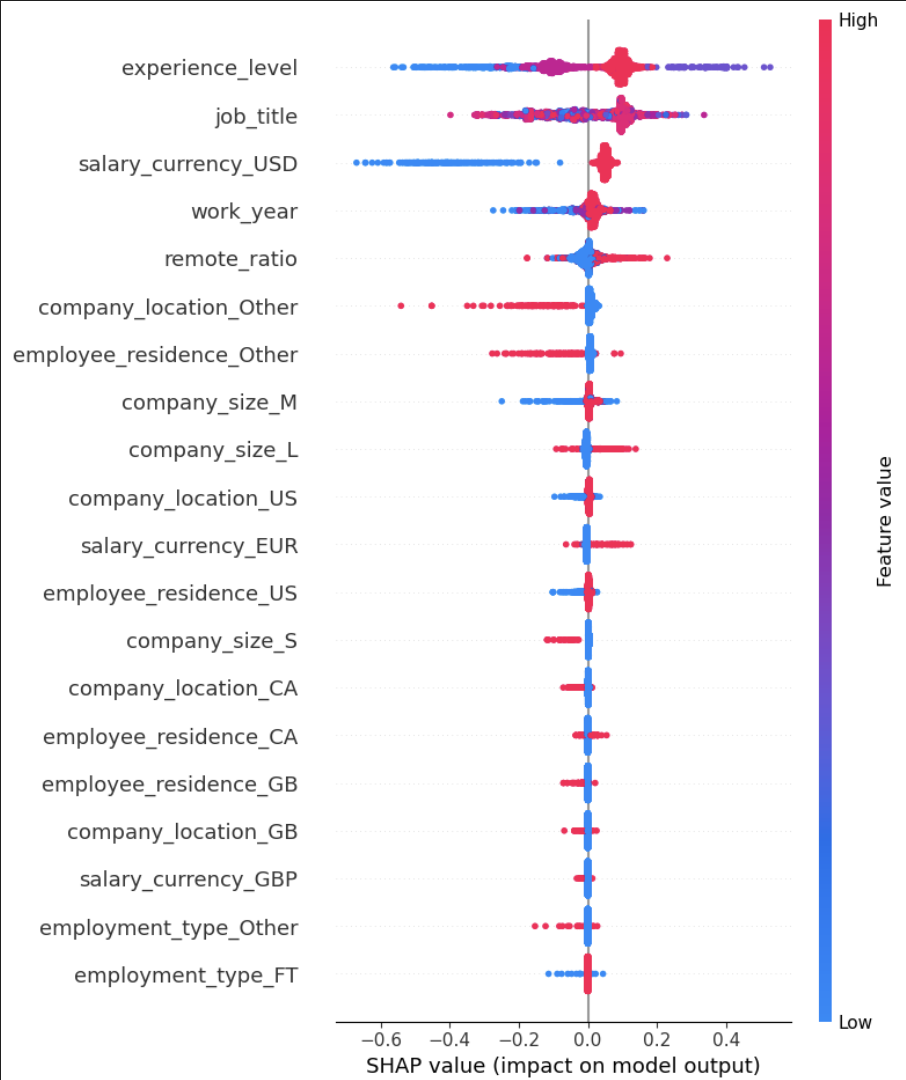 High
experience_level
job_title
salary_currency_USD
work_year
remote_ratio
company_location_Other
employee_residence_Other
company_size_M
company_size_L
company_location_US
salary_currency_EUR
employee_residence_US
company_size_S
company_location_CA
employee_residence_CA
employee_residence_GB
company_location_GB
salary_currency_GBP
employment_type_Other
employment_type_FT
Feature value
Low
−0.6 −0.4 −0.2 0.0 0.2 0.4
SHAP value (impact on model output)